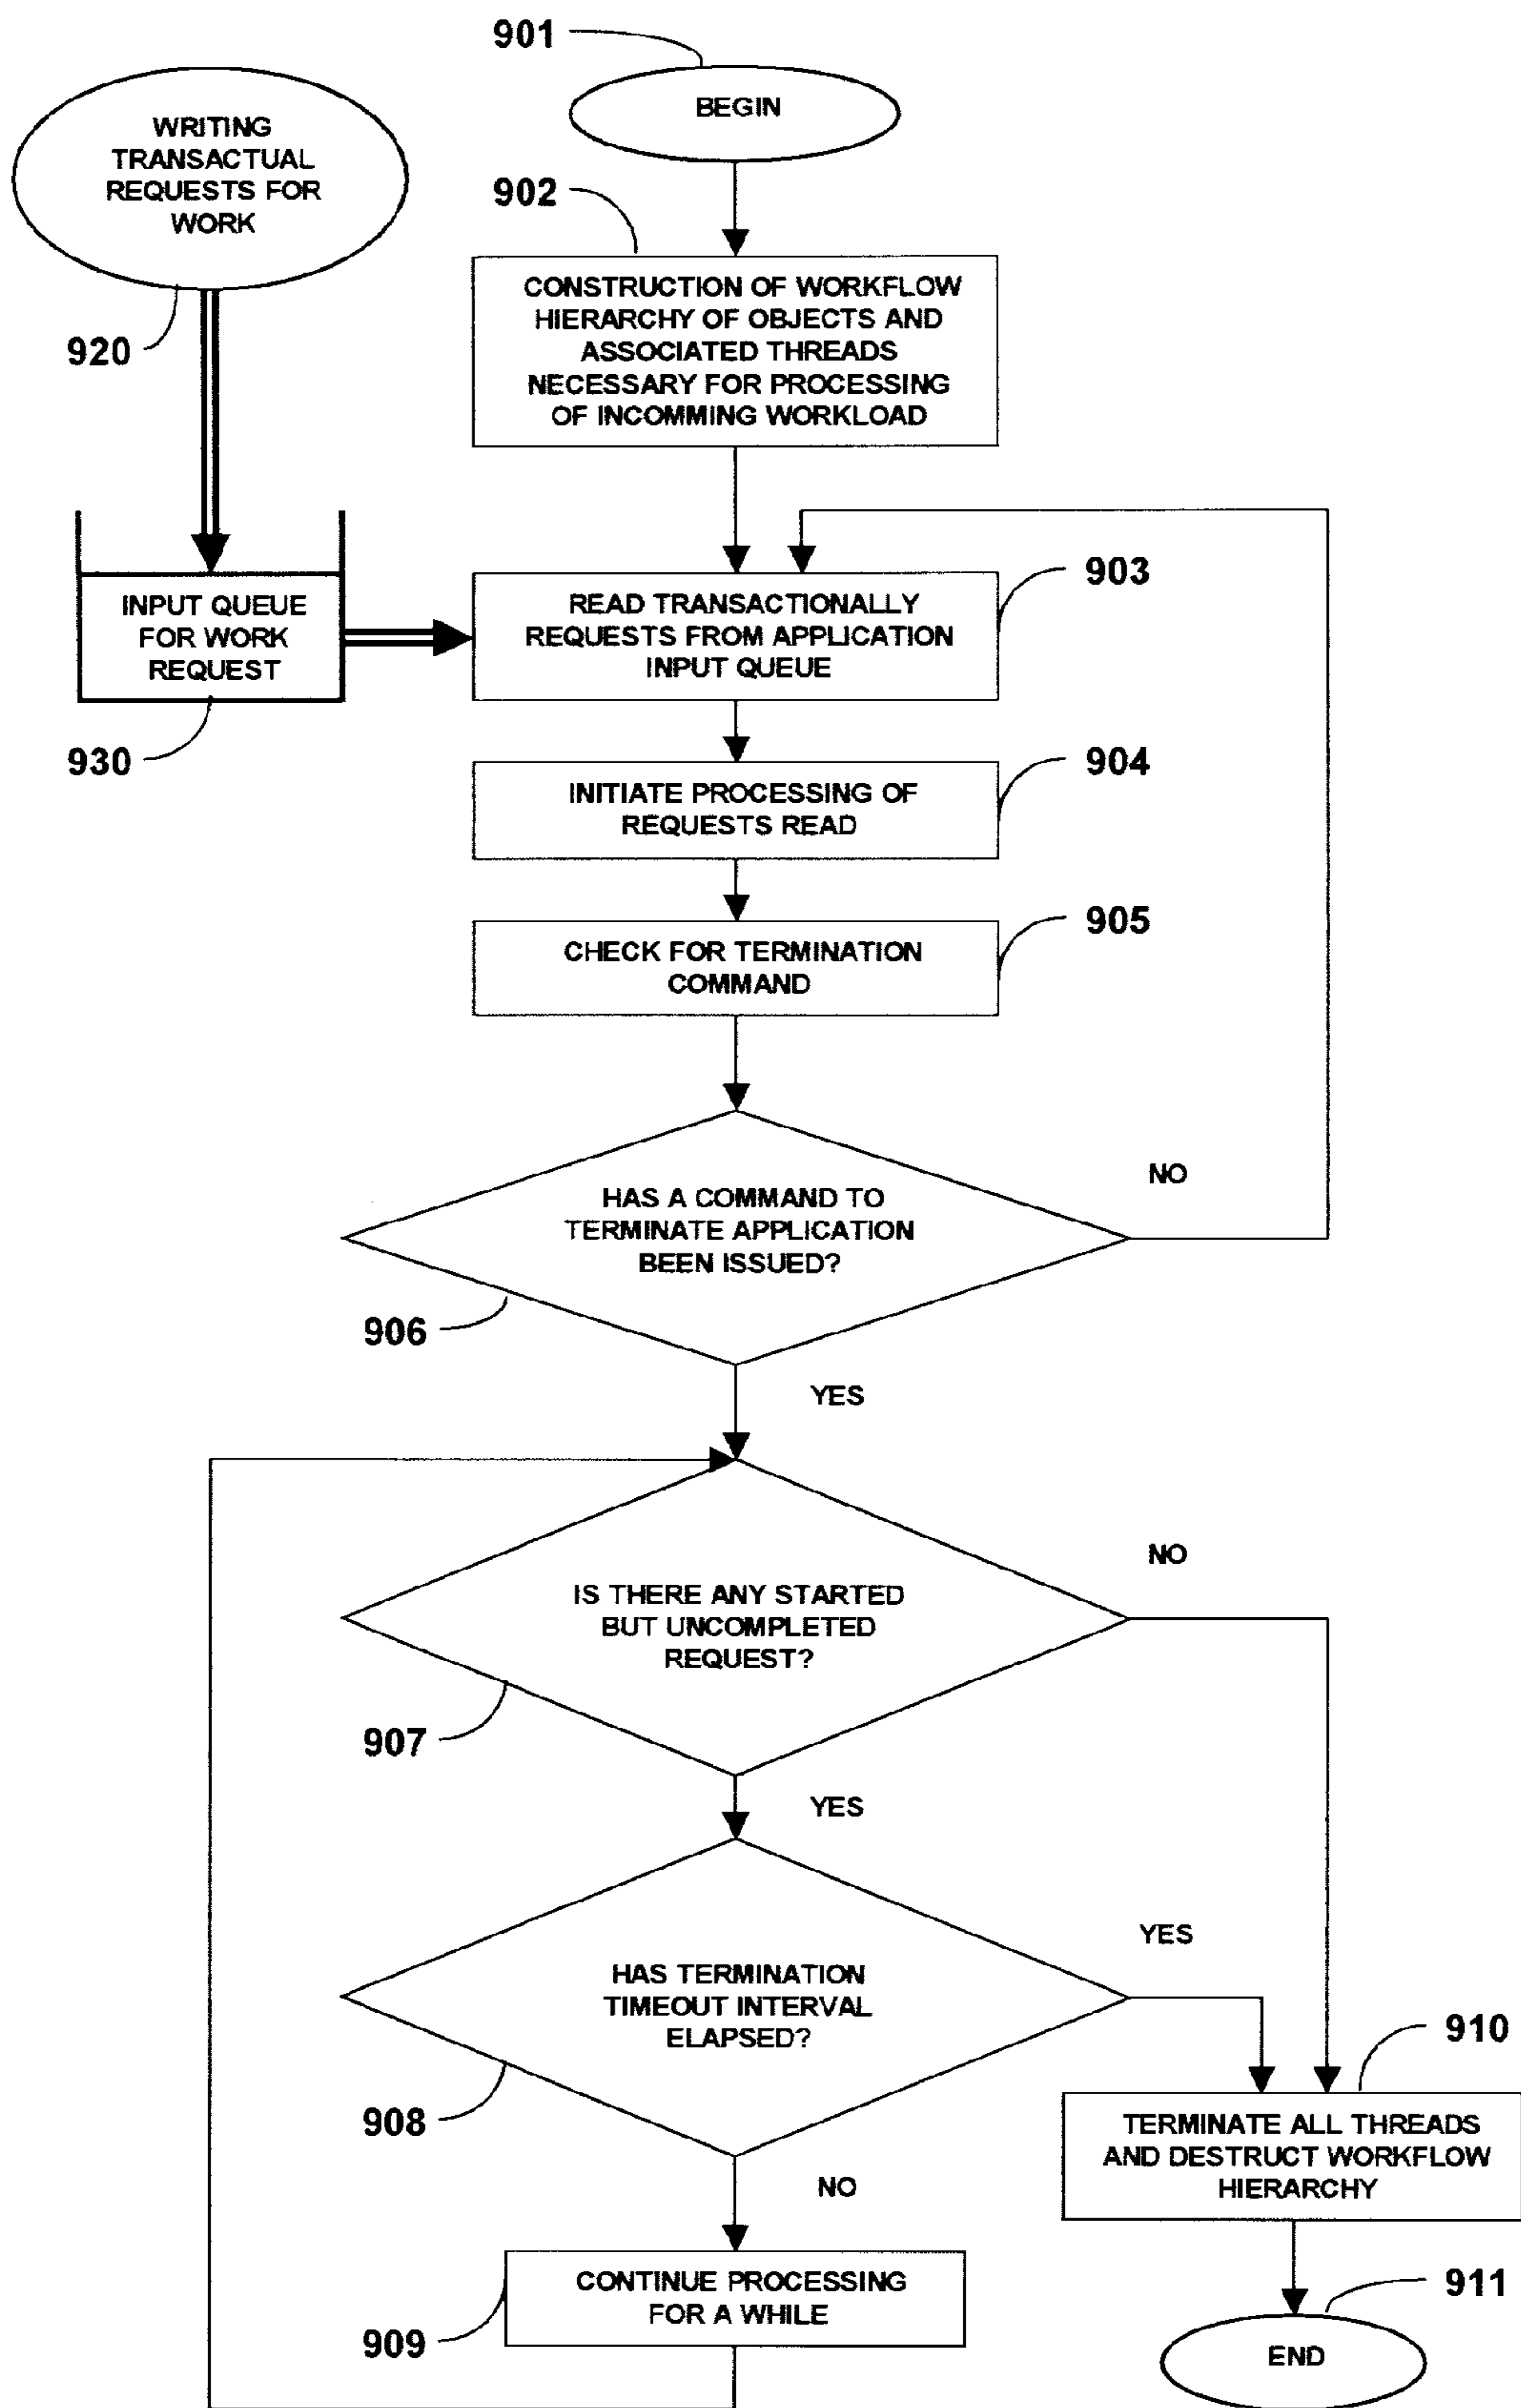 901
BEGIN
WRITING
TRANSACTUAL
REQUESTS FOR
WORK
920
902
CONSTRUCTION OF WORKFLOW
HIERARCHY OF OBJECTS AND
ASSOCIATED THREADS
NECESSARY FOR PROCESSING
OF INCOMMING WORKLOAD
INPUT QUEUE
FOR WORK
REQUEST
930
903
READ TRANSACTIONALLY
REQUESTS FROM APPLICATION
INPUT QUEUE
904
INITIATE PROCESSING OF
REQUESTS READ
905
CHECK FOR TERMINATION
COMMAND
HAS A COMMAND TO
TERMINATE APPLICATION
BEEN ISSUED?
NO
906
YES
IS THERE ANY STARTED
BUT UNCOMPLETED
REQUEST?
NO
907
YES
HAS TERMINATION
TIMEOUT INTERVAL
ELAPSED?
YES
908
NO
910
TERMINATE ALL THREADS
AND DESTRUCT WORKFLOW
HIERARCHY
CONTINUE PROCESSING
FOR A WHILE
909
911
END